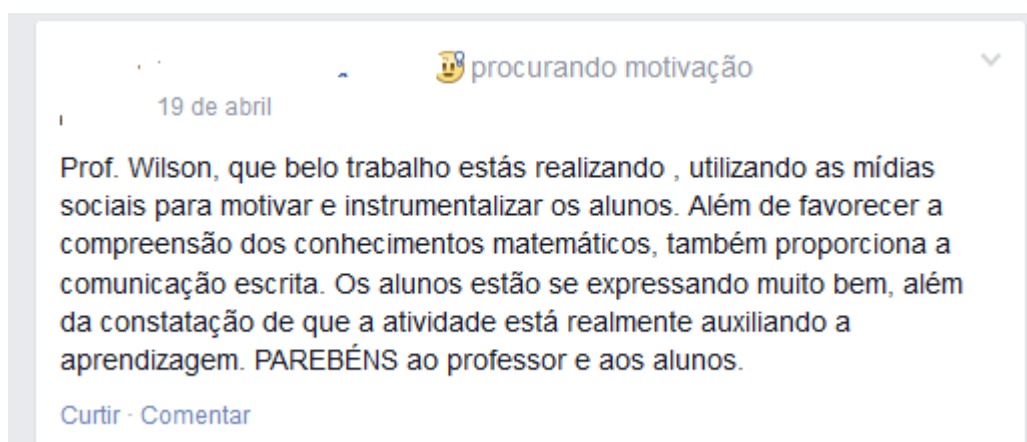 procurando motivação
19 de abril
Prof. Wilson, que belo trabalho estás realizando , utilizando as mídias
sociais para motivar e instrumentalizar os alunos. Além de favorecer a
compreensão dos conhecimentos matemáticos, também proporciona a
comunicação escrita. Os alunos estão se expressando muito bem, além
da constatação de que a atividade está realmente auxiliando a
aprendizagem. PAREBÉNS ao professor e aos alunos.
Curtir · Comentar